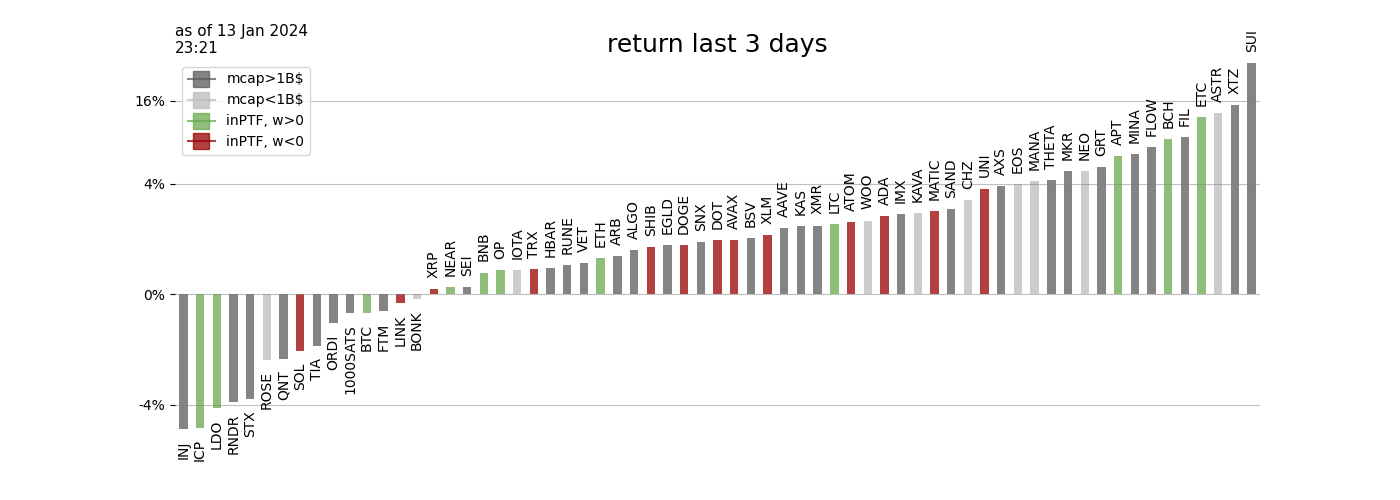 as of 13 Jan 2024
23:21
return last 3 days
mcap>1B$
mcap<1B$
inPTF, w>0
inPTF, w<0
16%
4%
0%
-4%
INJ
ICP
LDO
RNDR
STX
ROSE
QNT
SOL
TIA
ORDI
1000SATS
BTC
FTM
LINK
BONK
XRP
NEAR
SEI
BNB
OP
IOTA
TRX
HBAR
RUNE
VET
ETH
ARB
ALGO
SHIB
EGLD
DOGE
SNX
DOT
AVAX
BSV
XLM
AAVE
KAS
XMR
LTC
ATOM
WOO
ADA
IMX
KAVA
MATIC
SAND
CHZ
UNI
AXS
EOS
MANA
THETA
MKR
NEO
GRT
APT
MINA
FLOW
BCH
FIL
ETC
ASTR
XTZ
SUI